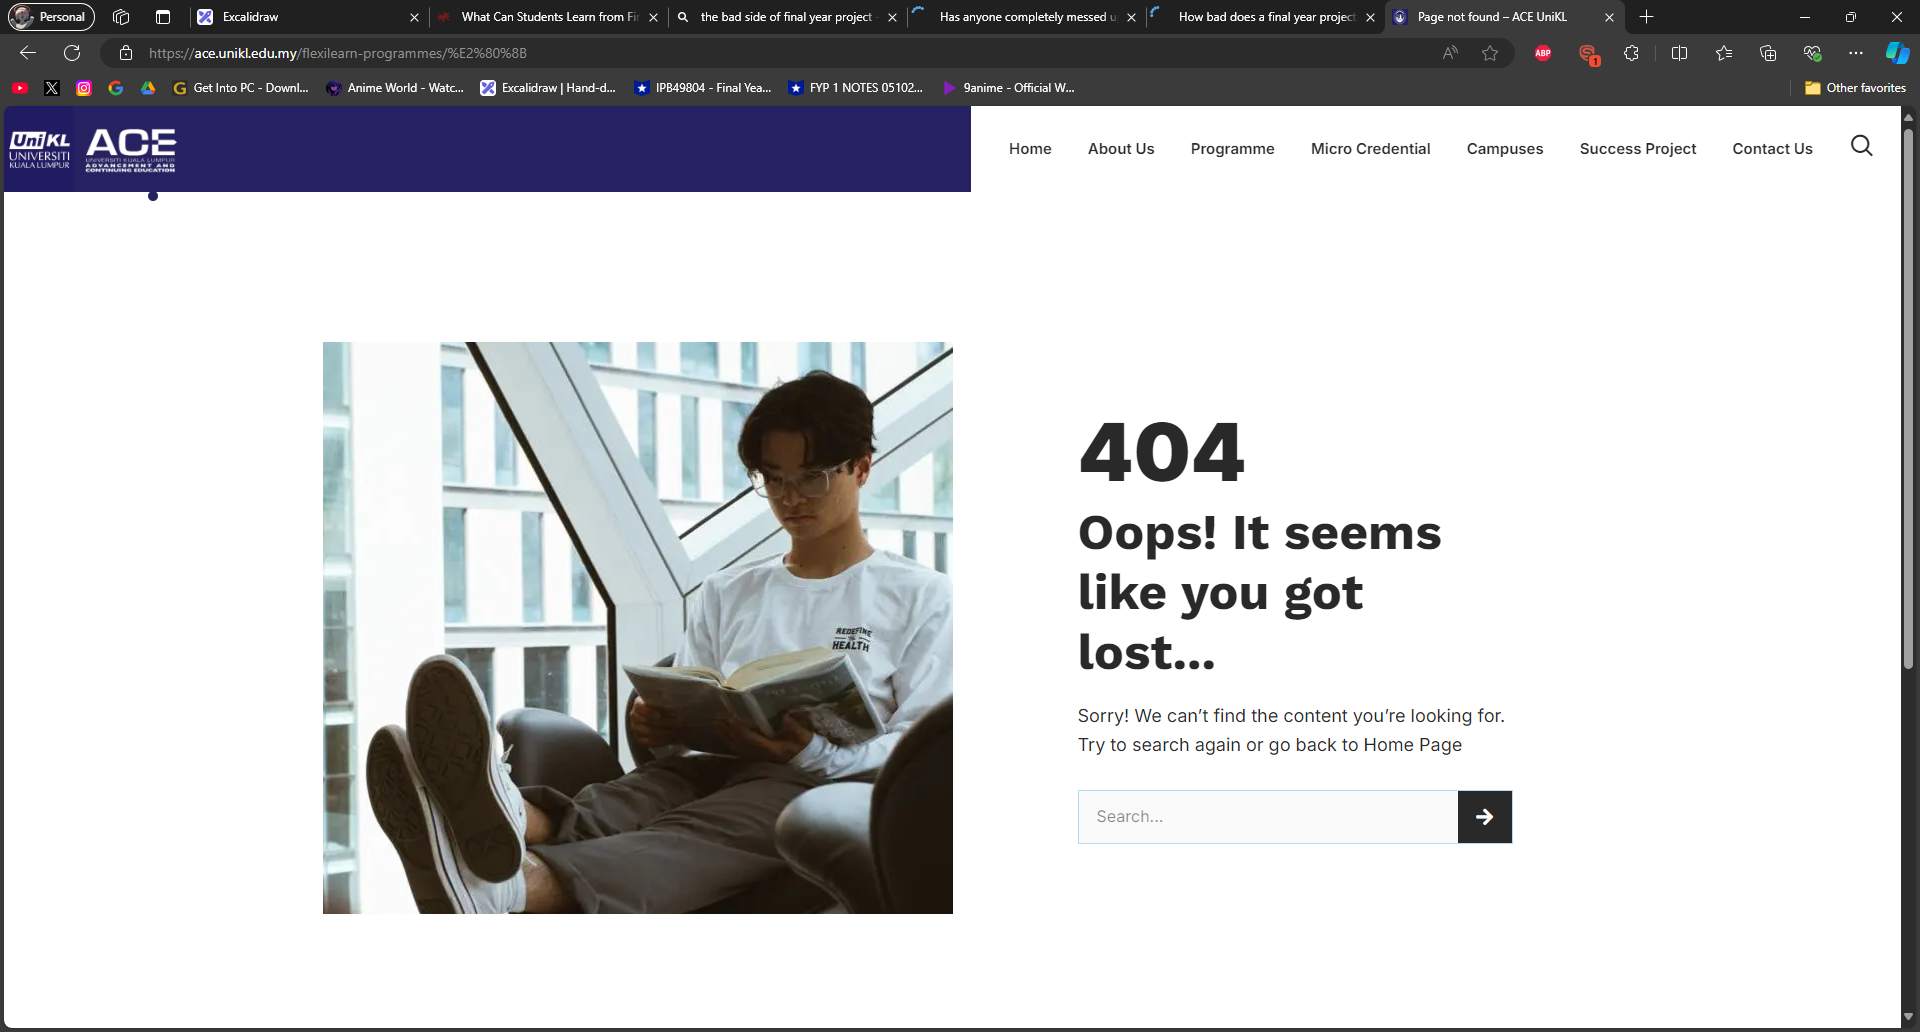 Personal
Excalidraw
What Can Students Learn from Fin
the bad side of final year project -
Has anyone completely messed u
How bad does a final year project
Page not found – ACE UniKL
https://ace.unikl.edu.my/flexilearn-programmes/%E2%80%8B
ABP
1
Get Into PC - Downl...
Anime World - Watc...
Excalidraw | Hand-d...
IPB49804 - Final Yea...
FYP 1 NOTES 05102...
9anime - Official W...
Other favorites
UniKL
UNIVERSITI
KUALA LUMPUR
ACE
UNIVERSITI KUALA LUMPUR
ADVANCEMENT AND
CONTINUING EDUCATION
Home
About Us
Programme
Micro Credential
Campuses
Success Project
Contact Us
REDEFINE
HEALTH
404
Oops! It seems
like you got
lost...
Sorry! We can't find the content you're looking for.
Try to search again or go back to Home Page
Search...